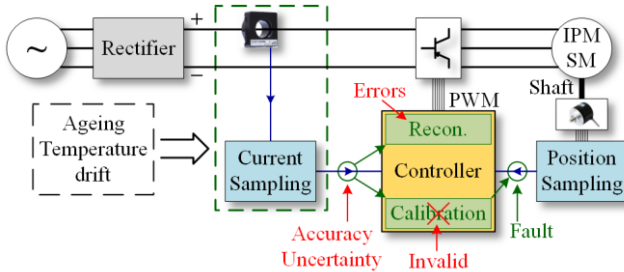 ~
Rectifier
+
−
IPM
SM
Shaft
PWM
Errors
Ageing
Temperature
drift
Current
Sampling
Recon.
Controller
Calibration
Position
Sampling
Accuracy
Uncertainty
Invalid
Fault